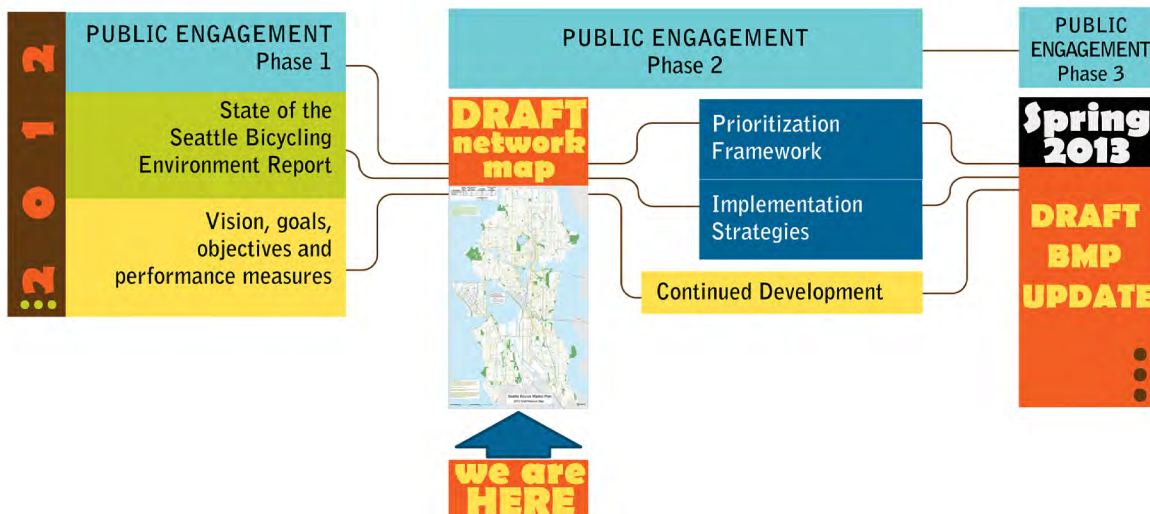 2012
PUBLIC ENGAGEMENT
Phase 1
State of the
Seattle Bicycling
Environment Report
Vision, goals,
objectives and
performance measures
PUBLIC ENGAGEMENT
Phase 2
DRAFT
network
map
Prioritization
Framework
Implementation
Strategies
Continued Development
we are
HERE
PUBLIC
ENGAGEMENT
Phase 3
Spring
2013
DRAFT
BMP
UPDATE